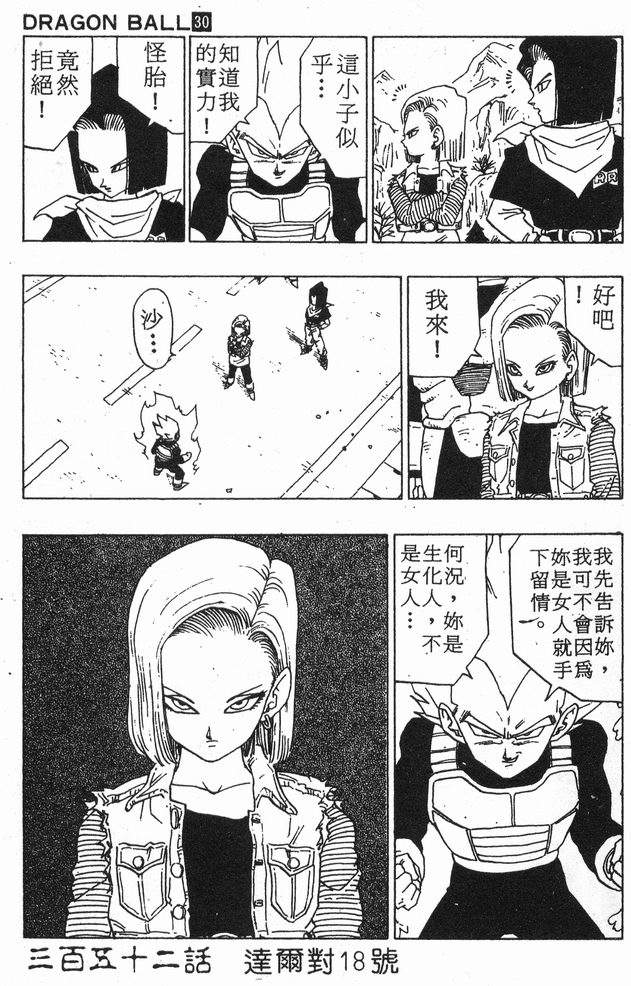 DRAGON BALL 30
這小子似
乎⋯
知道我
的實力！
怪胎！
竟然
拒絕！
好吧
！
我來！
沙⋯
我先告訴妳，
我可不會因為
妳是女人就手
下留情。
何況，妳是
生化人，不
是女人⋯
RR
三百五十二話　達爾對18號